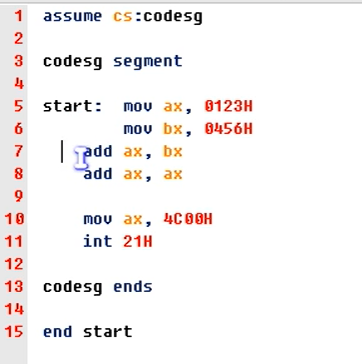 1 assume cs:codesg
2
3 codesg segment
4
5 start: mov ax, 0123H
6 mov bx, 0456H
7 add ax, bx
8 add ax, ax
9
10 mov ax, 4C00H
11 int 21H
12
13 codesg ends
14
15 end start